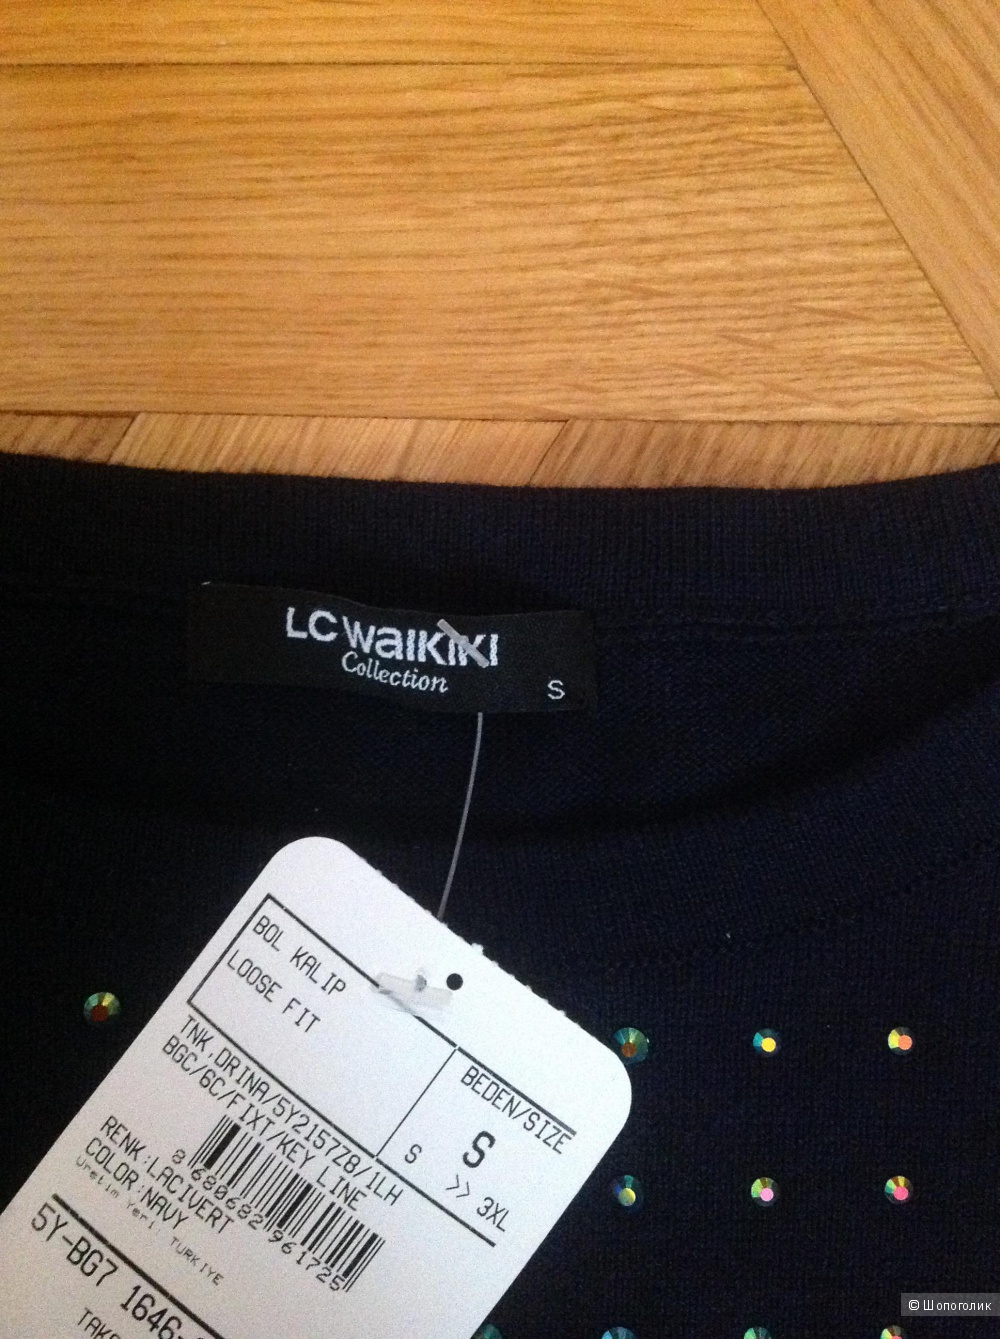 LC WAIKIKI
Collection
S
BOL KALIP
LOOSE FIT
BEDEN/SIZE
S
S >> 3XL
TNK,DRINA/5Y2157Z8/1LH
BGC/6C/FIXT/KEY LINE
8 680682 961725
RENK:LACIVERT
COLOR:NAVY
Uretim Yeri: TURKIYE
5Y-BG7 1646-
© Шопоголик